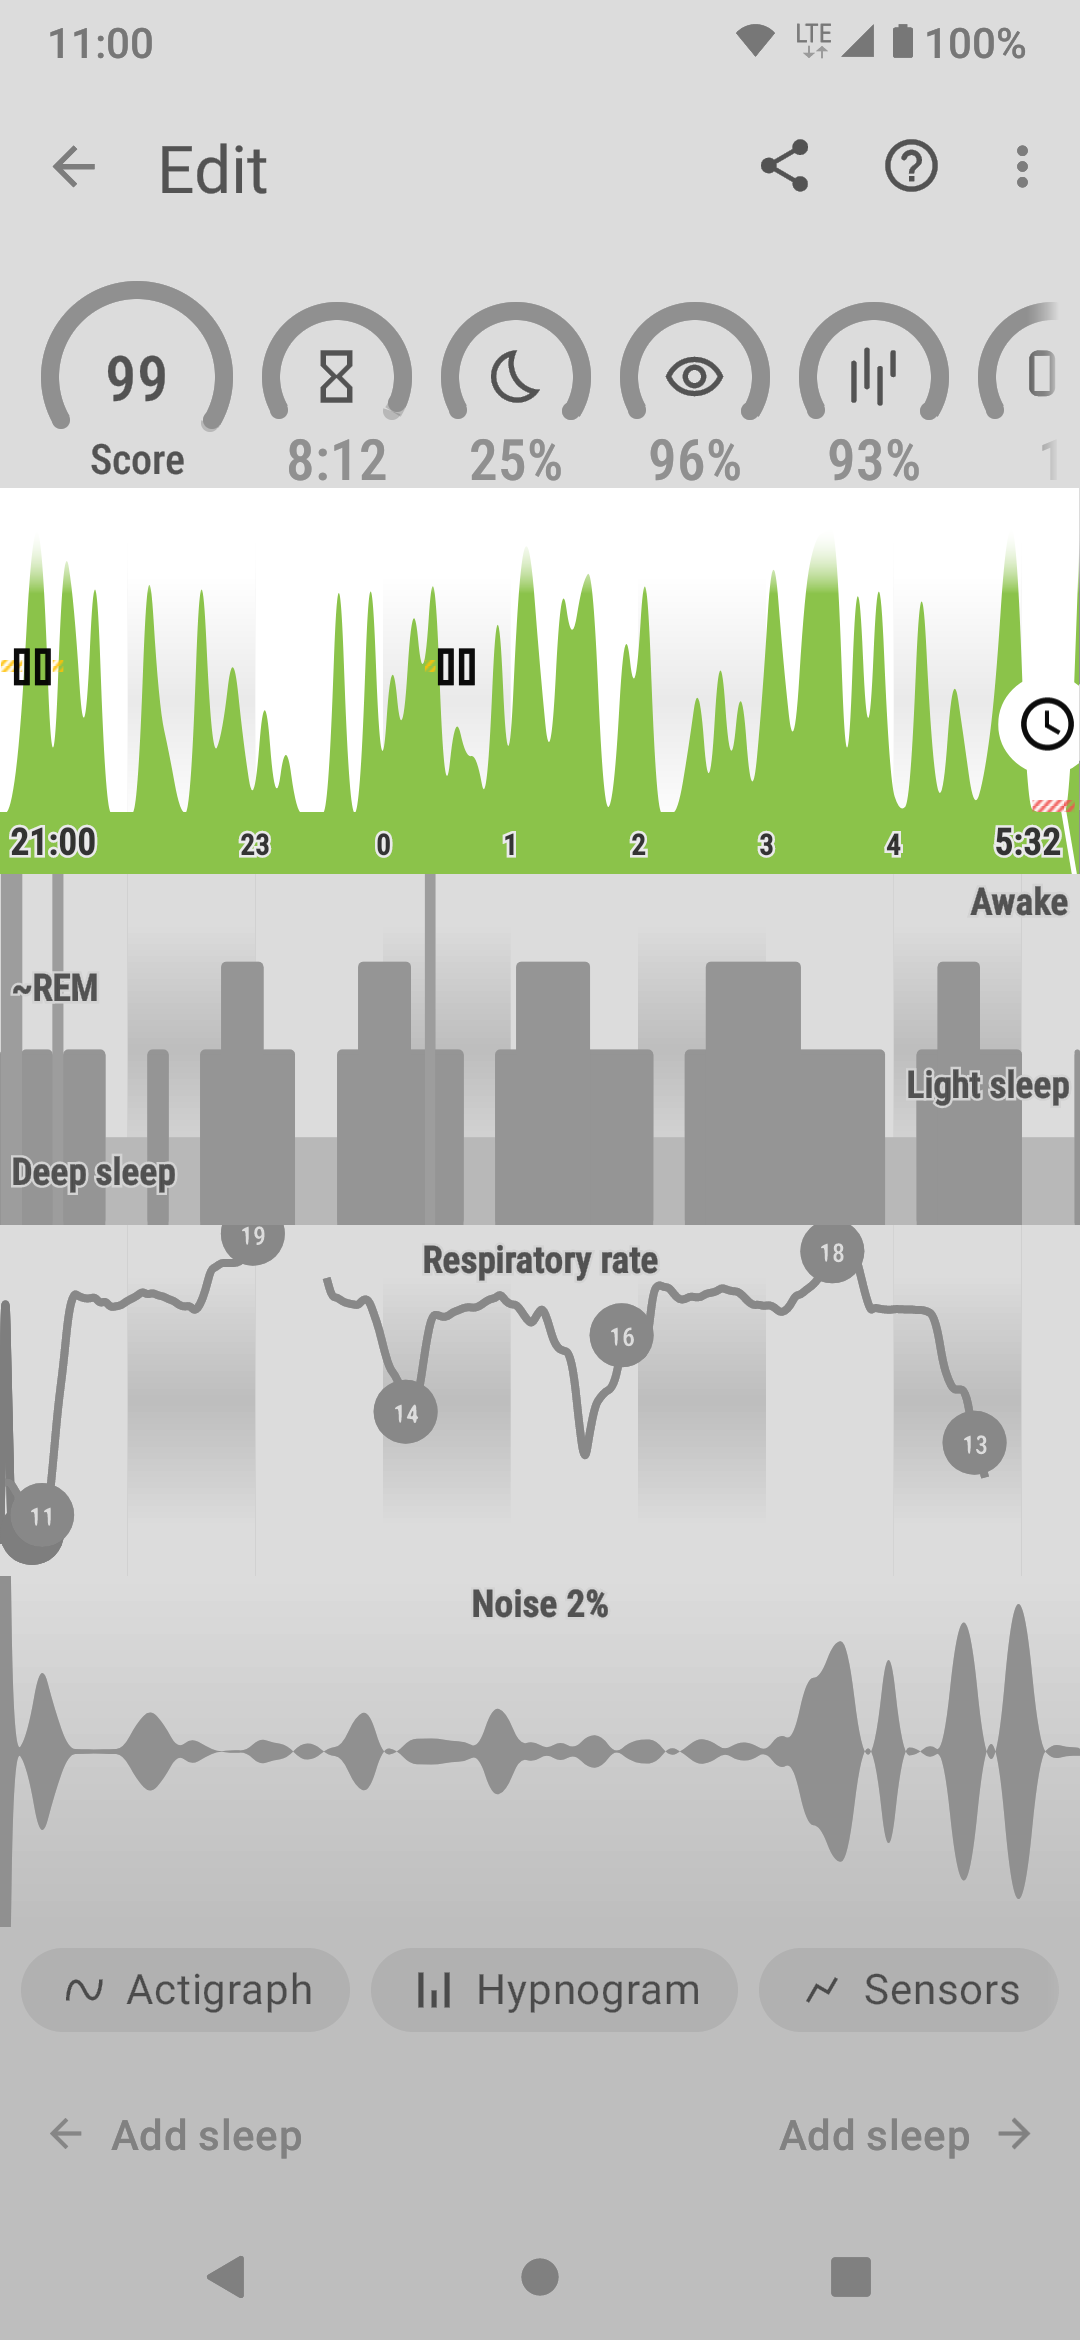 11:00 LTE 100%
Edit
99
Score 8:12 25% 96% 93% 1
21:00 23 0 1 2 3 4 5:32
Awake
~REM
Light sleep
Deep sleep
19 Respiratory rate 18
16
14
13
11
Noise 2%
Actigraph Hypnogram Sensors
Add sleep Add sleep